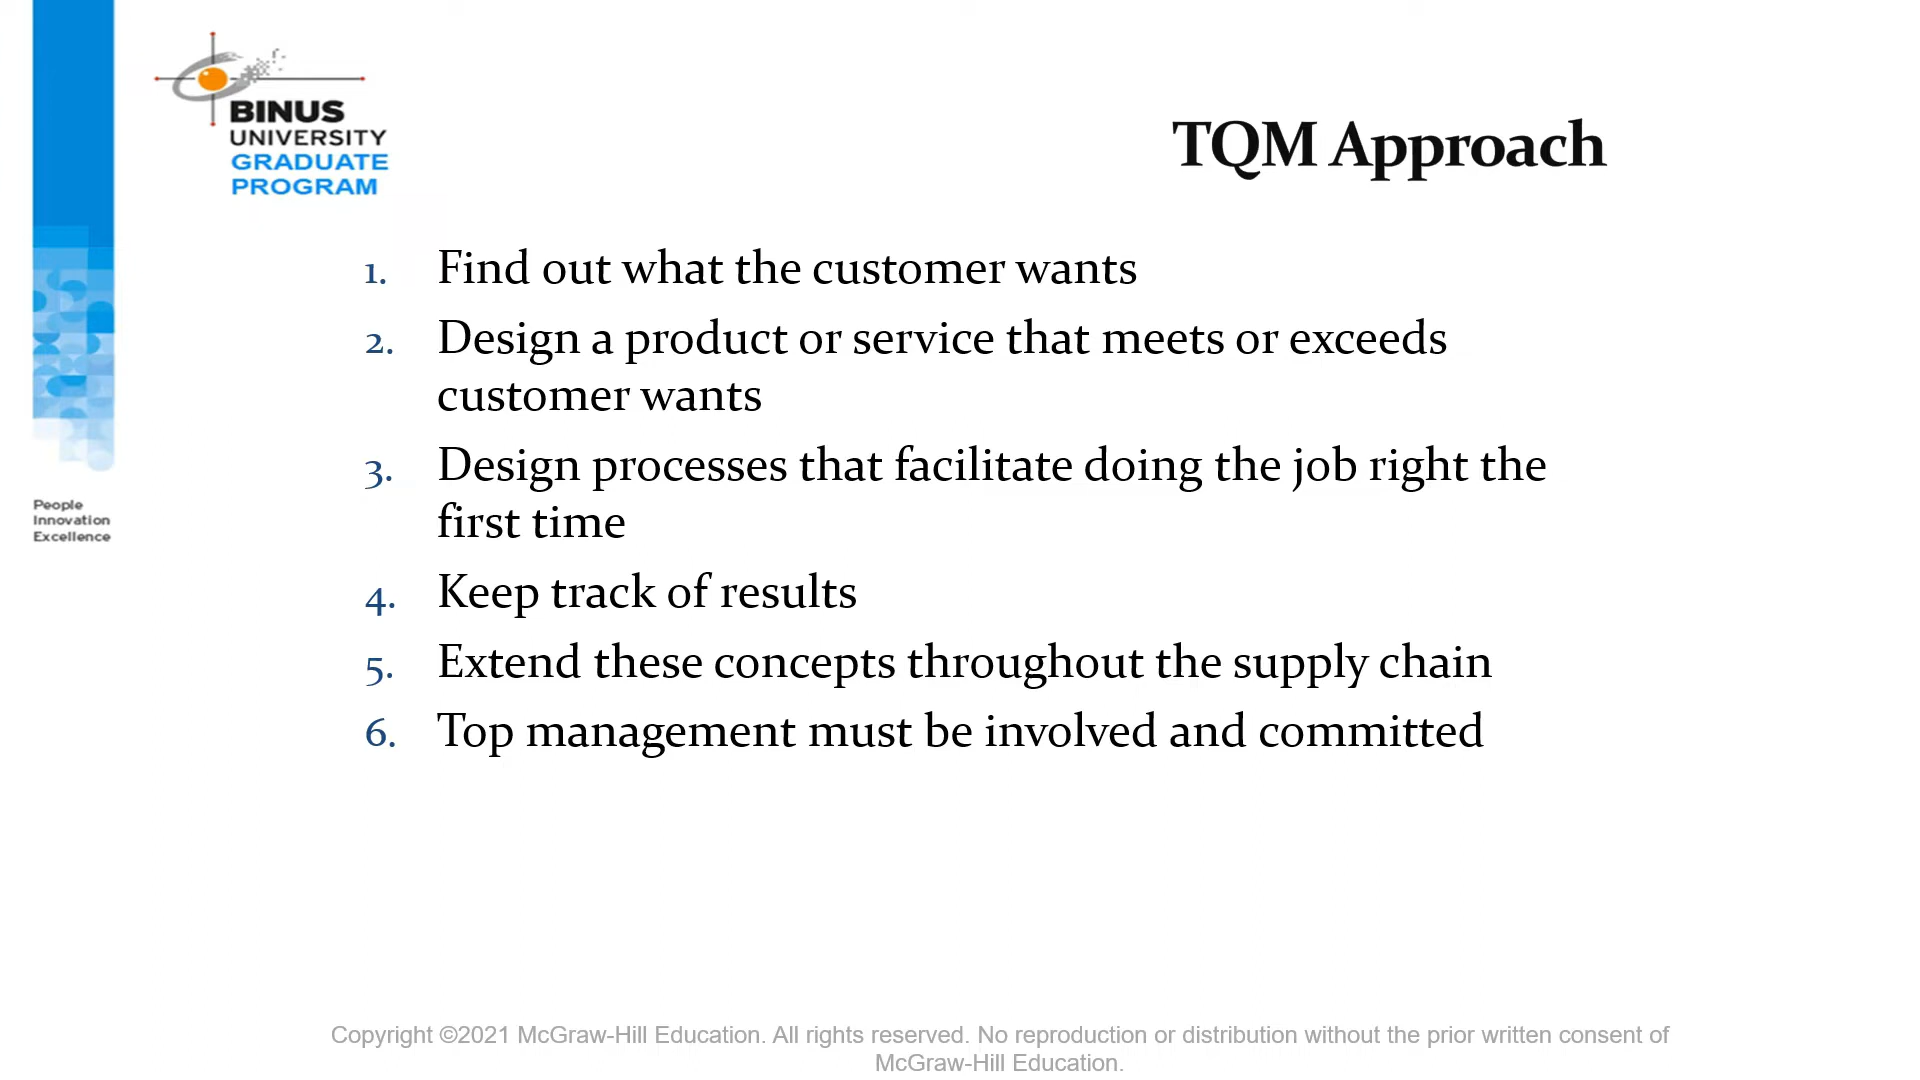 BINUS
UNIVERSITY
GRADUATE
PROGRAM
TQM Approach
1. Find out what the customer wants
2. Design a product or service that meets or exceeds
customer wants
3. Design processes that facilitate doing the job right the
first time
4. Keep track of results
5. Extend these concepts throughout the supply chain
6. Top management must be involved and committed
People
Innovation
Excellence
Copyright ©2021 McGraw-Hill Education. All rights reserved. No reproduction or distribution without the prior written consent of
McGraw-Hill Education.